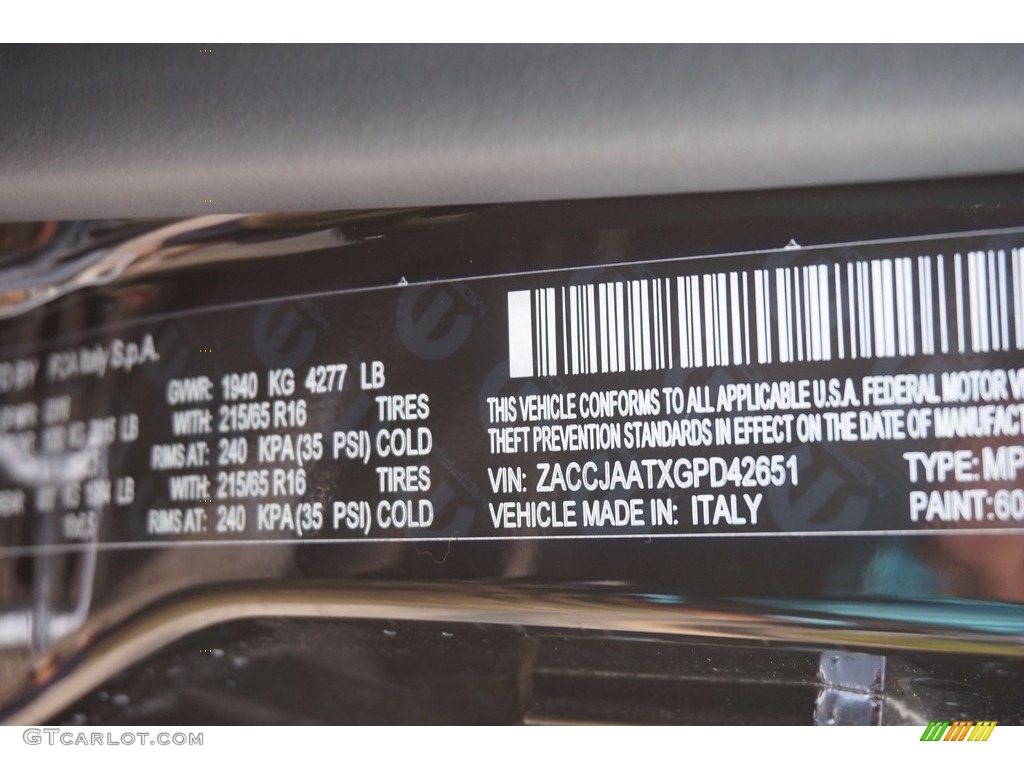 FCA Italy S.p.A.
GVWR: 1940 KG 4277 LB
WITH: 215/65 R16 TIRES
RIMS AT: 240 KPA(35 PSI) COLD
WITH: 215/65 R16 TIRES
RIMS AT: 240 KPA(35 PSI) COLD
THIS VEHICLE CONFORMS TO ALL APPLICABLE U.S.A. FEDERAL MOTOR V
THEFT PREVENTION STANDARDS IN EFFECT ON THE DATE OF MANUFACT
VIN: ZACCJAATXGPD42651 TYPE: MP
VEHICLE MADE IN: ITALY PAINT: 60
GTcarlot.com